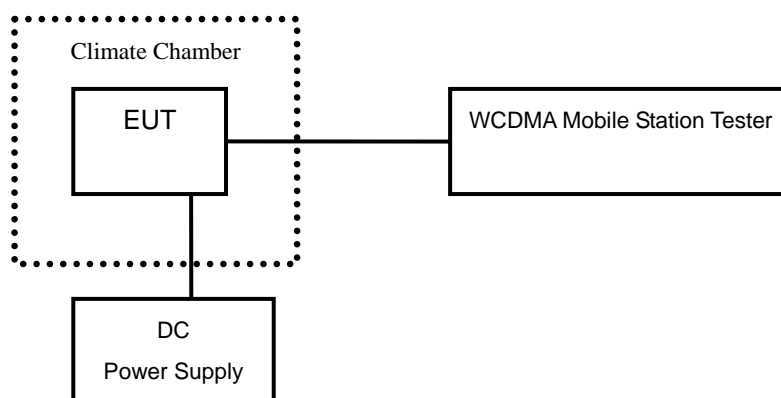 Climate Chamber
EUT
WCDMA Mobile Station Tester
DC
Power Supply